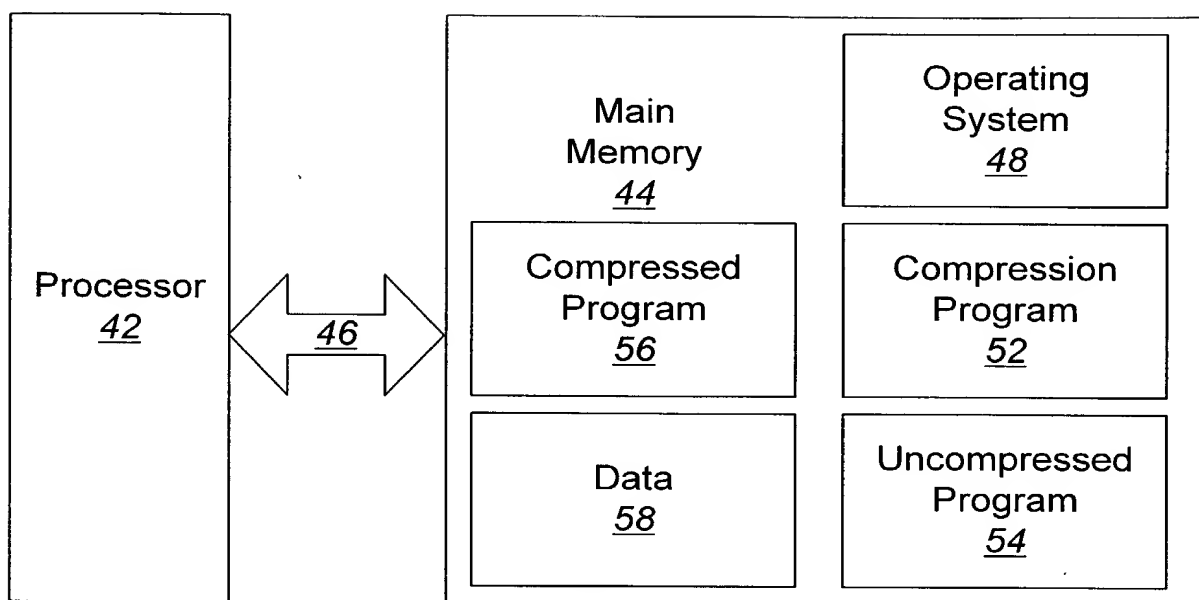 Processor
42
46
Main
Memory
44
Operating
System
48
Compressed
Program
56
Compression
Program
52
Data
58
Uncompressed
Program
54